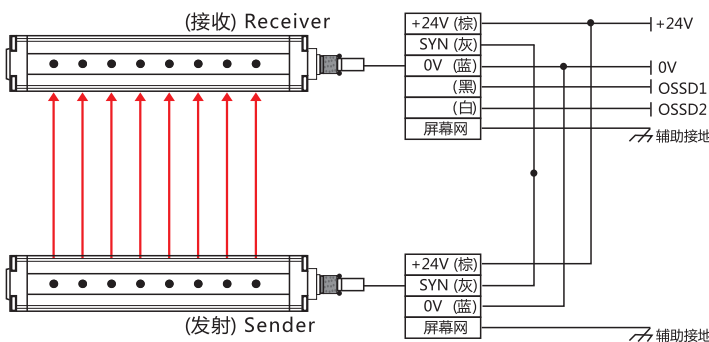 (接收) Receiver
+24V (棕)
SYN (灰)
0V (蓝)
(黑)
(白)
屏幕网
+24V
0V
OSSD1
OSSD2
辅助接地
+24V (棕)
SYN (灰)
0V (蓝)
屏幕网
辅助接地
(发射) Sender